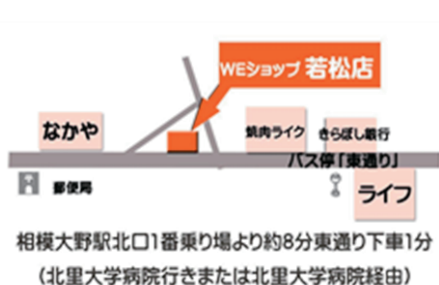 WEショップ 若松店
なかや
焼肉ライク
きらぼし銀行
バス停「東通り」
郵便局
ライフ
相模大野駅北口1番乗り場より約8分東通り下車1分
（北里大学病院行きまたは北里大学病院経由）